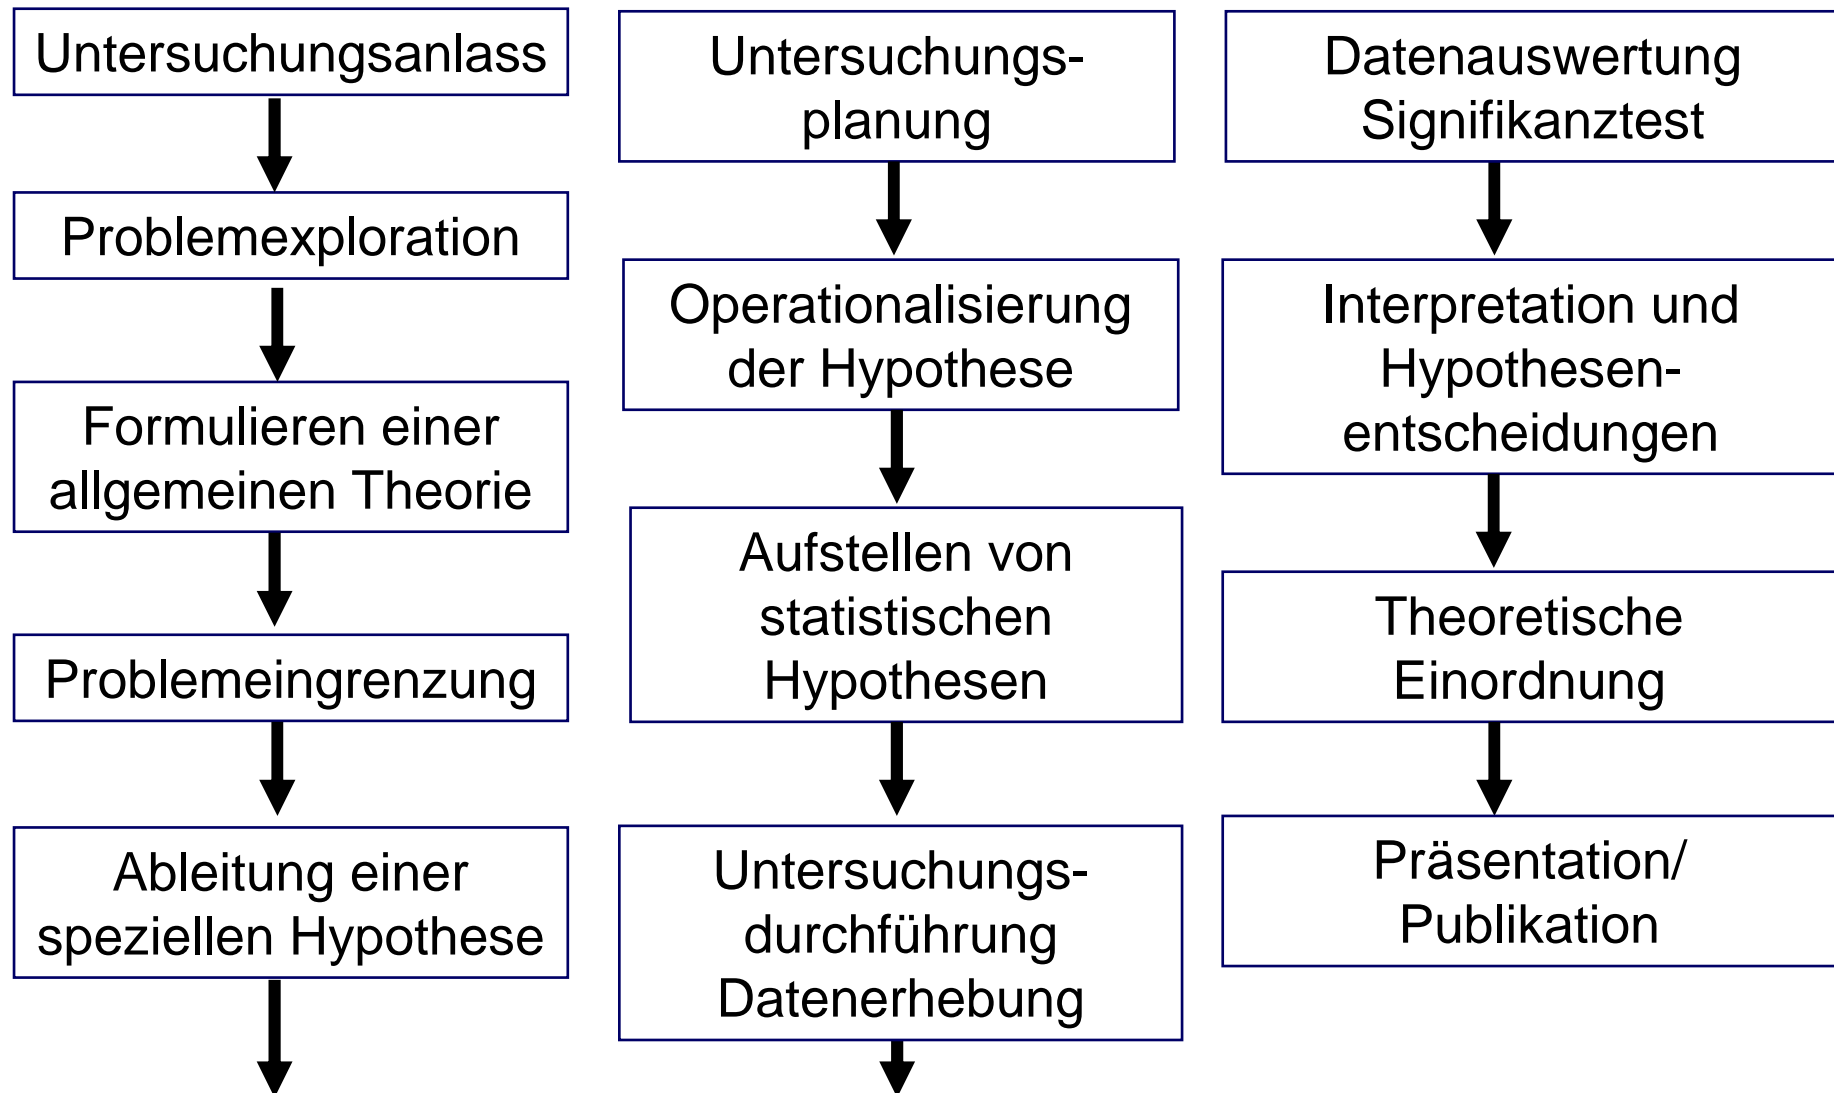 Untersuchungsanlass
Problemexploration
Formulieren einer
allgemeinen Theorie
Problemeingrenzung
Ableitung einer
speziellen Hypothese
Untersuchungs-
planung
Operationalisierung
der Hypothese
Aufstellen von
statistischen
Hypothesen
Untersuchungs-
durchführung
Datenerhebung
Datenauswertung
Signifikanztest
Interpretation und
Hypothesen-
entscheidungen
Theoretische
Einordnung
Präsentation/
Publikation